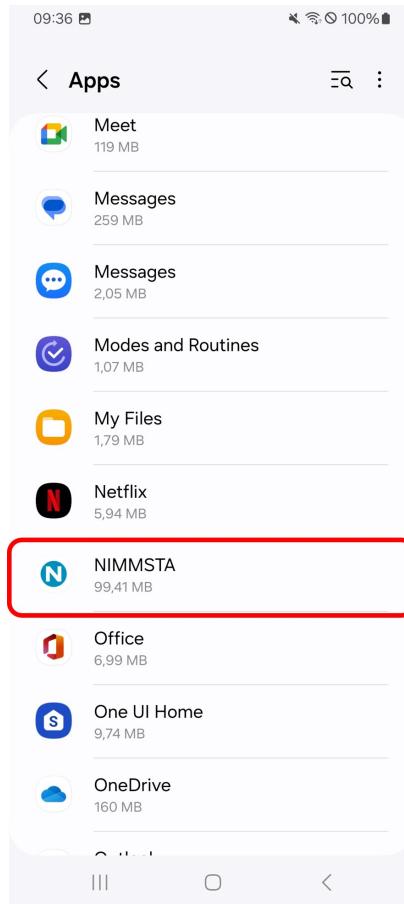 09:36 100%
Apps
Meet
119 MB
Messages
259 MB
Messages
2,05 MB
Modes and Routines
1,07 MB
My Files
1,79 MB
Netflix
5,94 MB
NIMMSTA
99,41 MB
Office
6,99 MB
One UI Home
9,74 MB
OneDrive
160 MB